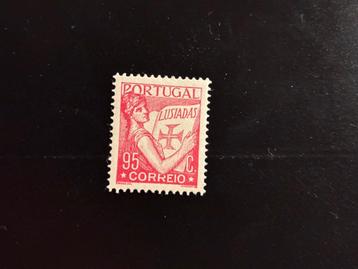 PORTUGAL
LUSIADAS
95 C.
CORREIO